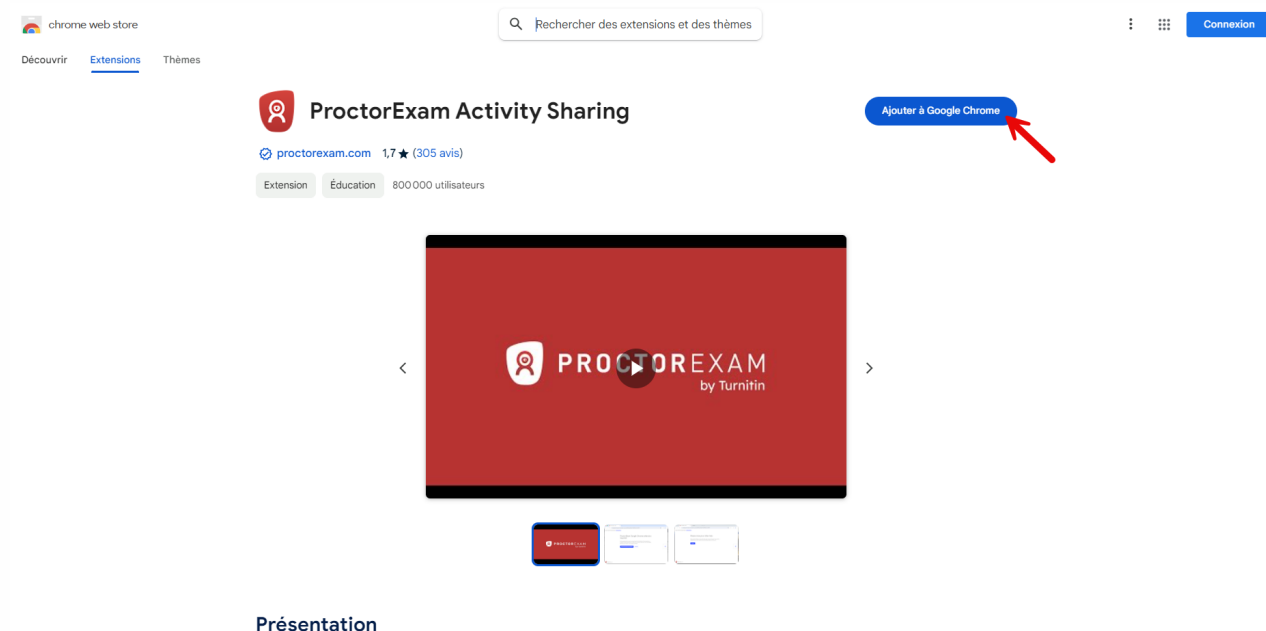 chrome web store
Rechercher des extensions et des thèmes
Connexion
Découvrir
Extensions
Thèmes
ProctorExam Activity Sharing
Ajouter à Google Chrome
proctorexam.com 1,7 ★ (305 avis)
Extension
Éducation
800 000 utilisateurs
PROCTOREXAM
by Turnitin
PROCTOREXAM
Présentation